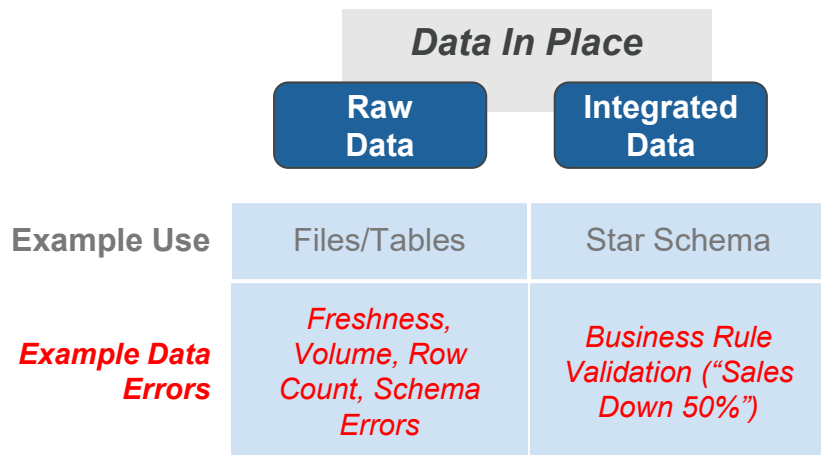 Data In Place
Raw
Data
Integrated
Data
Example Use
Files/Tables
Star Schema
Example Data
Errors
Freshness,
Volume, Row
Count, Schema
Errors
Business Rule
Validation (“Sales
Down 50%”)